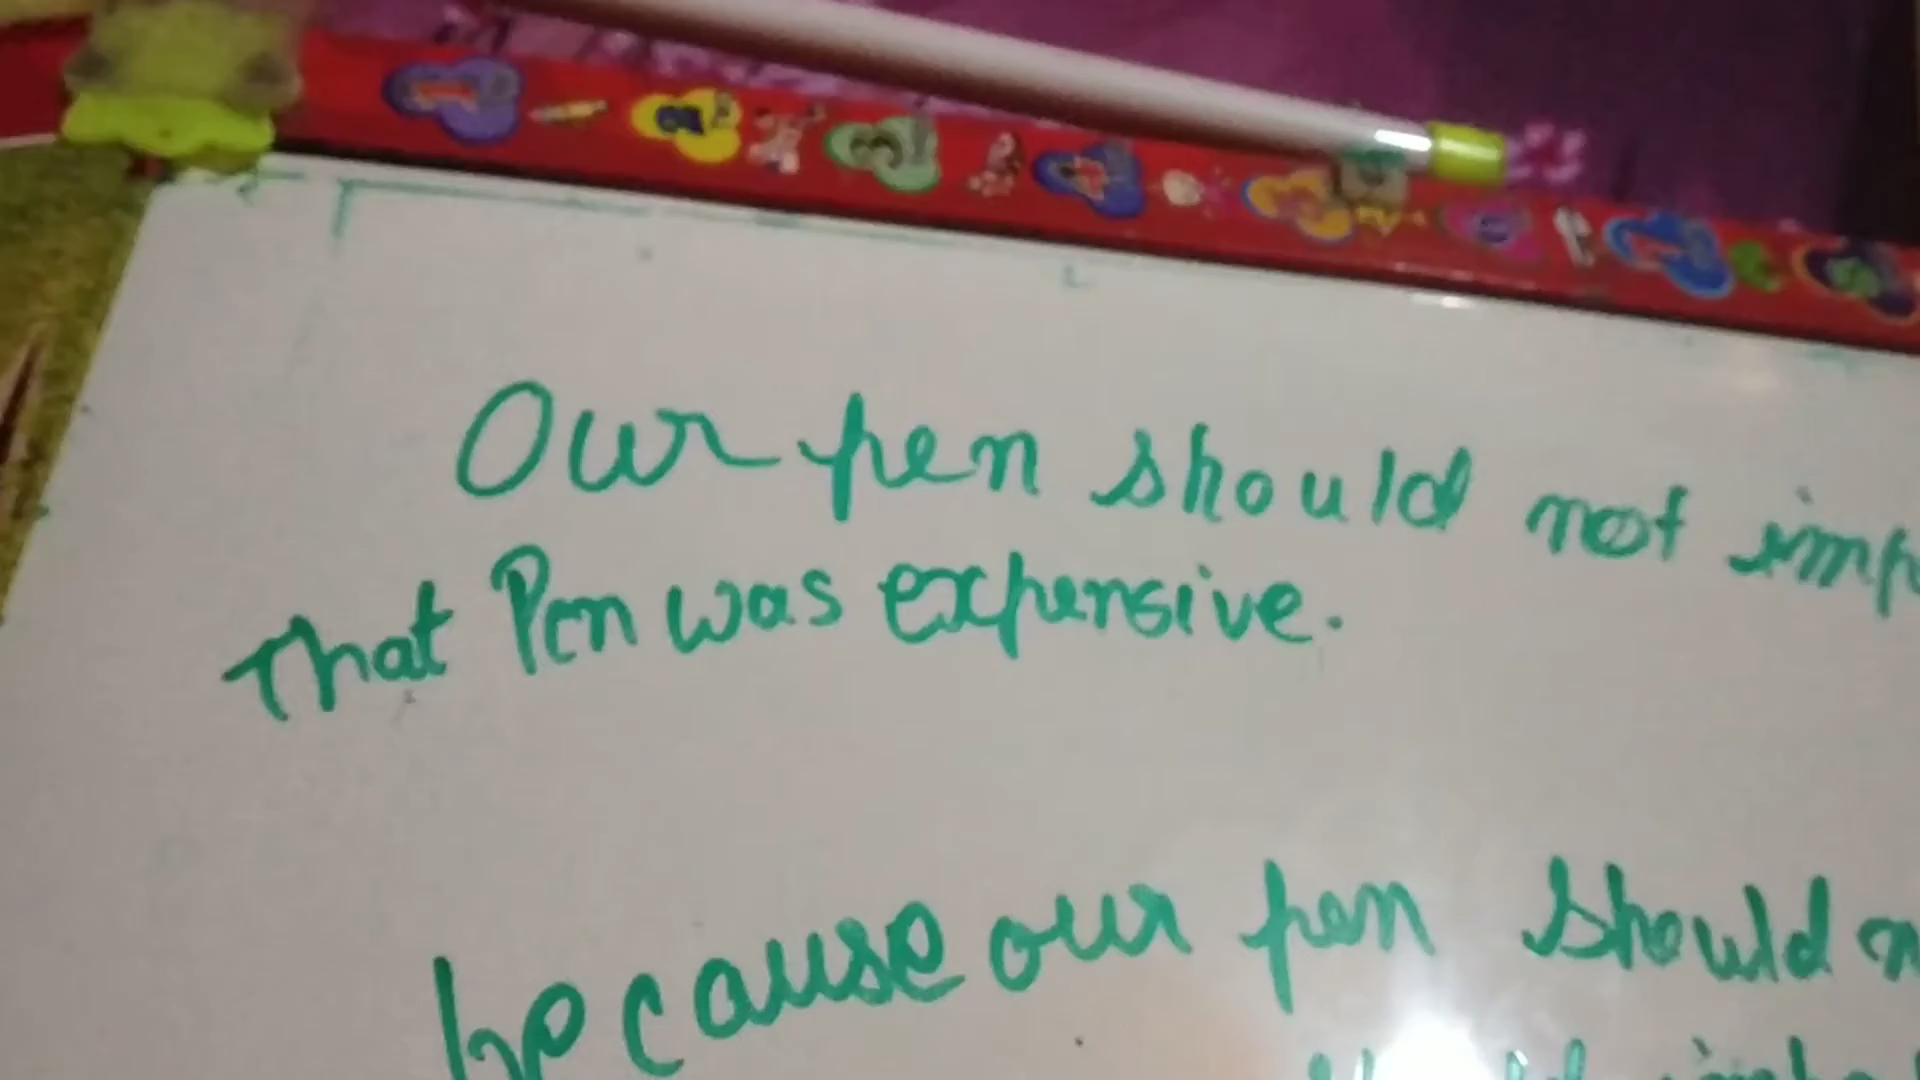 Our pen should not
that Pen was expensive.
because our pen should